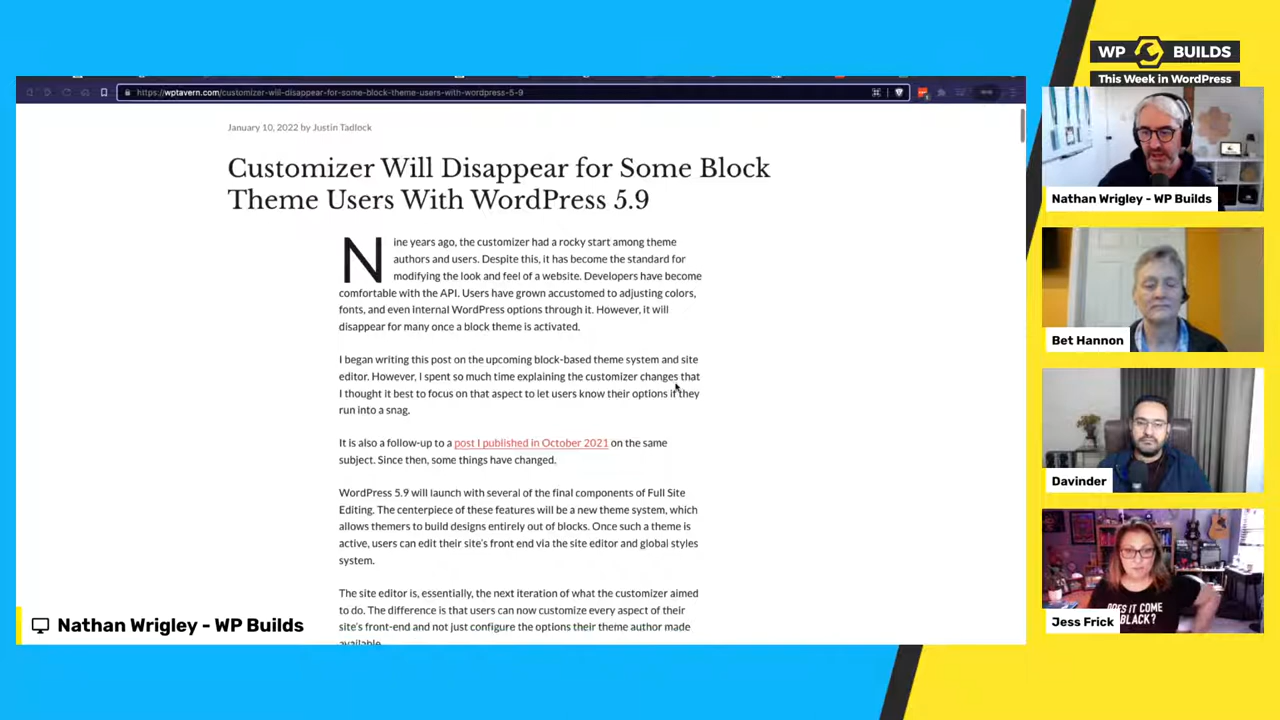 WP BUILDS
This Week in WordPress
https://wptavern.com/customizer-will-disappear-for-some-block-theme-users-with-wordpress-5-9
January 10, 2022 by Justin Tadlock
Customizer Will Disappear for Some Block
Theme Users With WordPress 5.9
Nine years ago, the customizer had a rocky start among theme
authors and users. Despite this, it has become the standard for
modifying the look and feel of a website. Developers have become
comfortable with the API. Users have grown accustomed to adjusting colors,
fonts, and even internal WordPress options through it. However, it will
disappear for many once a block theme is activated.
I began writing this post on the upcoming block-based theme system and site
editor. However, I spent so much time explaining the customizer changes that
I thought it best to focus on that aspect to let users know their options if they
run into a snag.
It is also a follow-up to a post I published in October 2021 on the same
subject. Since then, some things have changed.
WordPress 5.9 will launch with several of the final components of Full Site
Editing. The centerpiece of these features will be a new theme system, which
allows themers to build designs entirely out of blocks. Once such a theme is
active, users can edit their site's front end via the site editor and global styles
system.
The site editor is, essentially, the next iteration of what the customizer aimed
to do. The difference is that users can now customize every aspect of their
site's front-end and not just configure the options their theme author made
available.
Nathan Wrigley - WP Builds
Nathan Wrigley - WP Builds
Bet Hannon
Davinder
DOES IT COME
BLACK?
Jess Frick